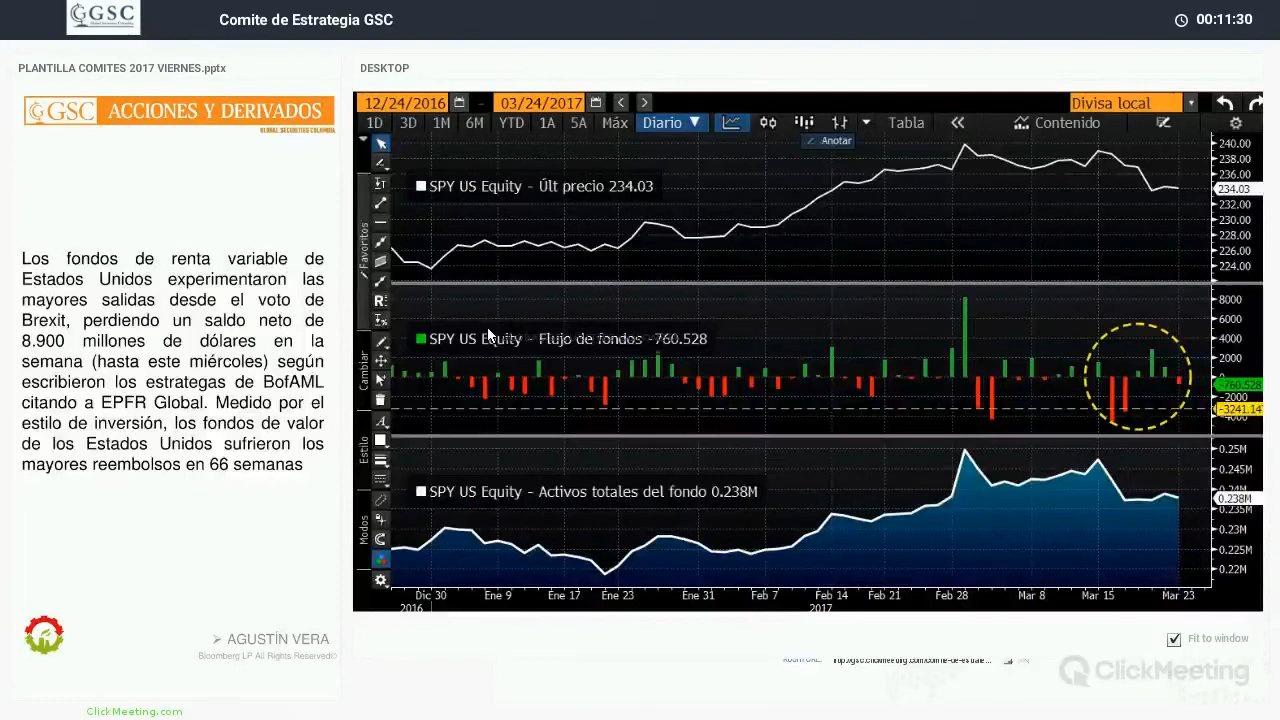 GSC
Comite de Estrategia GSC
00:11:30
PLANTILLA COMITES 2017 VIERNES.pptx
DESKTOP
GSC ACCIONES Y DERIVADOS
GLOBAL SECURITIES COLOMBIA
Los fondos de renta variable de
Estados Unidos experimentaron las
mayores salidas desde el voto de
Brexit, perdiendo un saldo neto de
8.900 millones de dólares en la
semana (hasta este miércoles) según
escribieron los estrategas de BofAML
citando a EPFR Global. Medido por el
estilo de inversión, los fondos de valor
de los Estados Unidos sufrieron los
mayores reembolsos en 66 semanas
AGUSTÍN VERA
Bloomberg LP All Rights Reserved©
ClickMeeting.com
12/24/2016 - 03/24/2017
Divisa local
1D 3D 1M 6M YTD 1A 5A Máx Diario ▼ Tabla Contenido
Anotar
Favoritos
Cambiar
Estilo
Modos
SPY US Equity - Últ precio 234.03
240.00
238.00
236.00
234.03
232.00
230.00
228.00
226.00
224.00
SPY US Equity - Flujo de fondos -760.528
8000
6000
4000
2000
0
-760.528
-2000
-3241.14
SPY US Equity - Activos totales del fondo 0.238M
0.25M
0.245M
0.238M
0.235M
0.23M
0.225M
0.22M
Dic 30 Ene 9 Ene 17 Ene 23 Ene 31 Feb 7 Feb 14 Feb 21 Feb 28 Mar 8 Mar 15 Mar 23
2016 2017
Fit to window
ClickMeeting